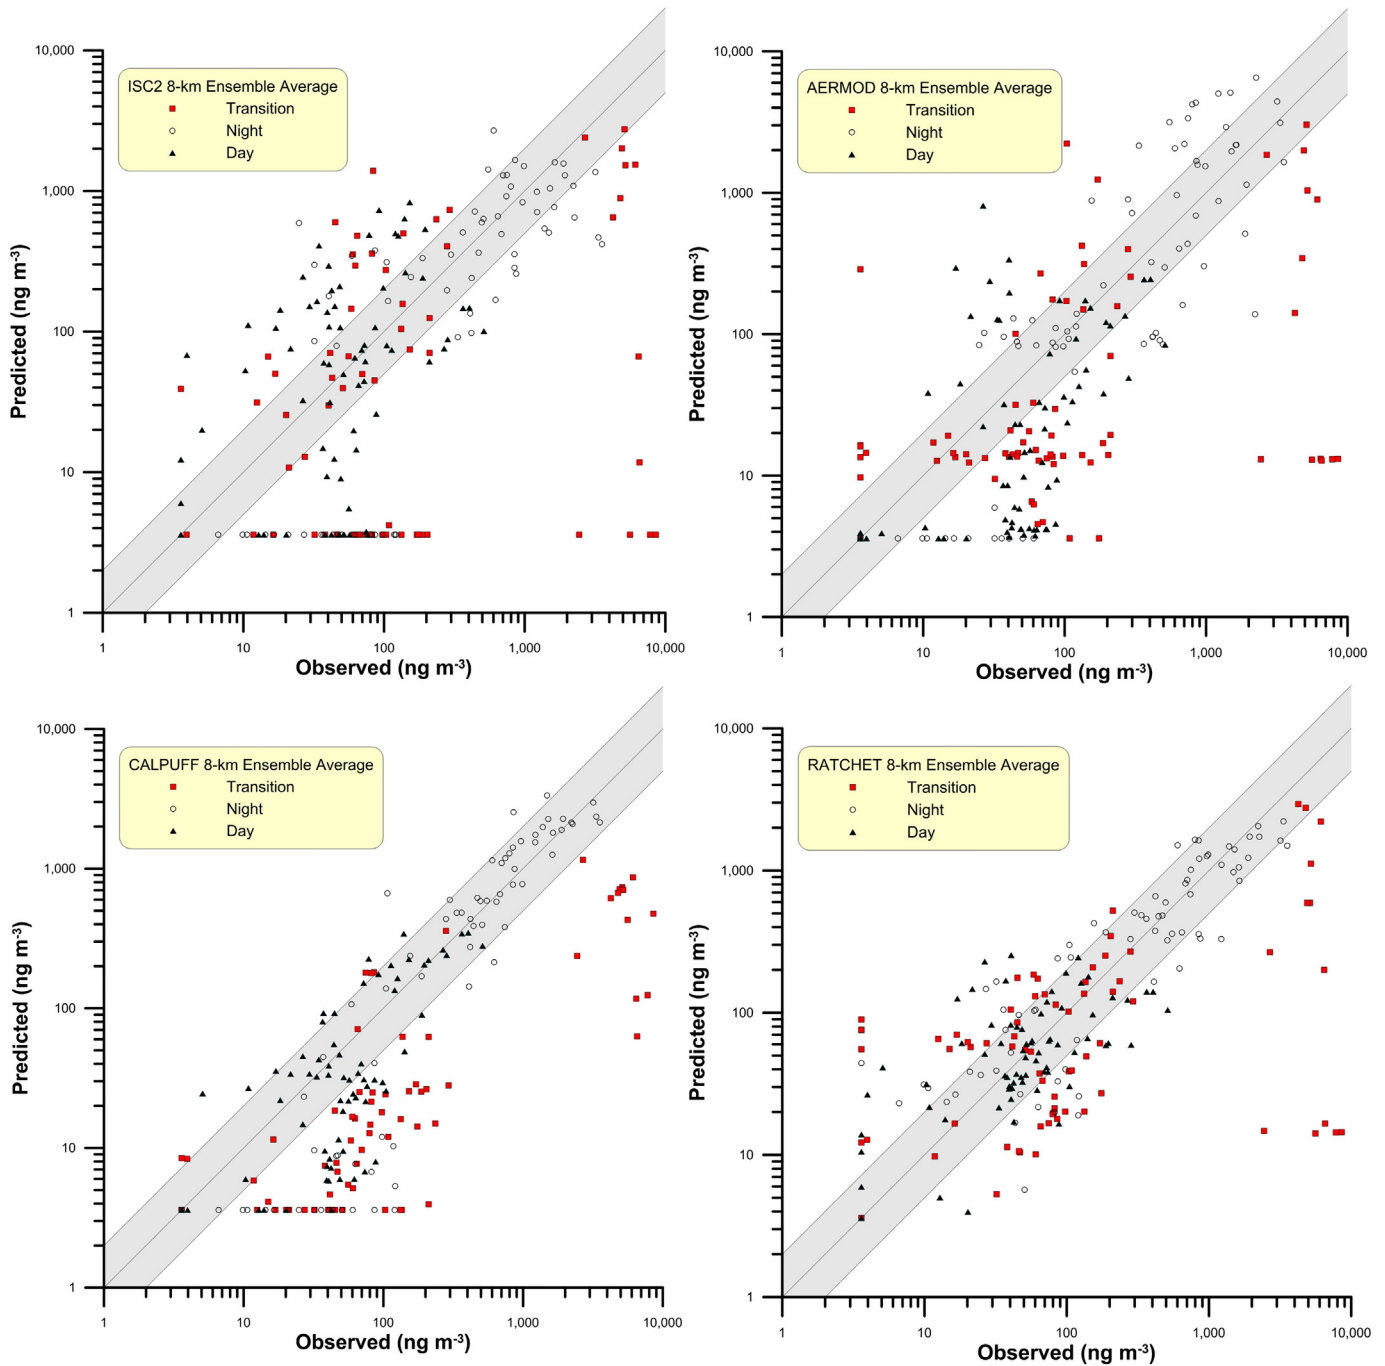 10,000
1,000
100
10
1
Predicted (ng m-3)
ISC2 8-km Ensemble Average
Transition
Night
Day
1
10
100
1,000
10,000
Observed (ng m-3)
10,000
1,000
100
10
1
Predicted (ng m-3)
AERMOD 8-km Ensemble Average
Transition
Night
Day
1
10
100
1,000
10,000
Observed (ng m-3)
10,000
1,000
100
10
1
Predicted (ng m-3)
CALPUFF 8-km Ensemble Average
Transition
Night
Day
1
10
100
1,000
10,000
Observed (ng m-3)
10,000
1,000
100
10
1
Predicted (ng m-3)
RATCHET 8-km Ensemble Average
Transition
Night
Day
1
10
100
1,000
10,000
Observed (ng m-3)